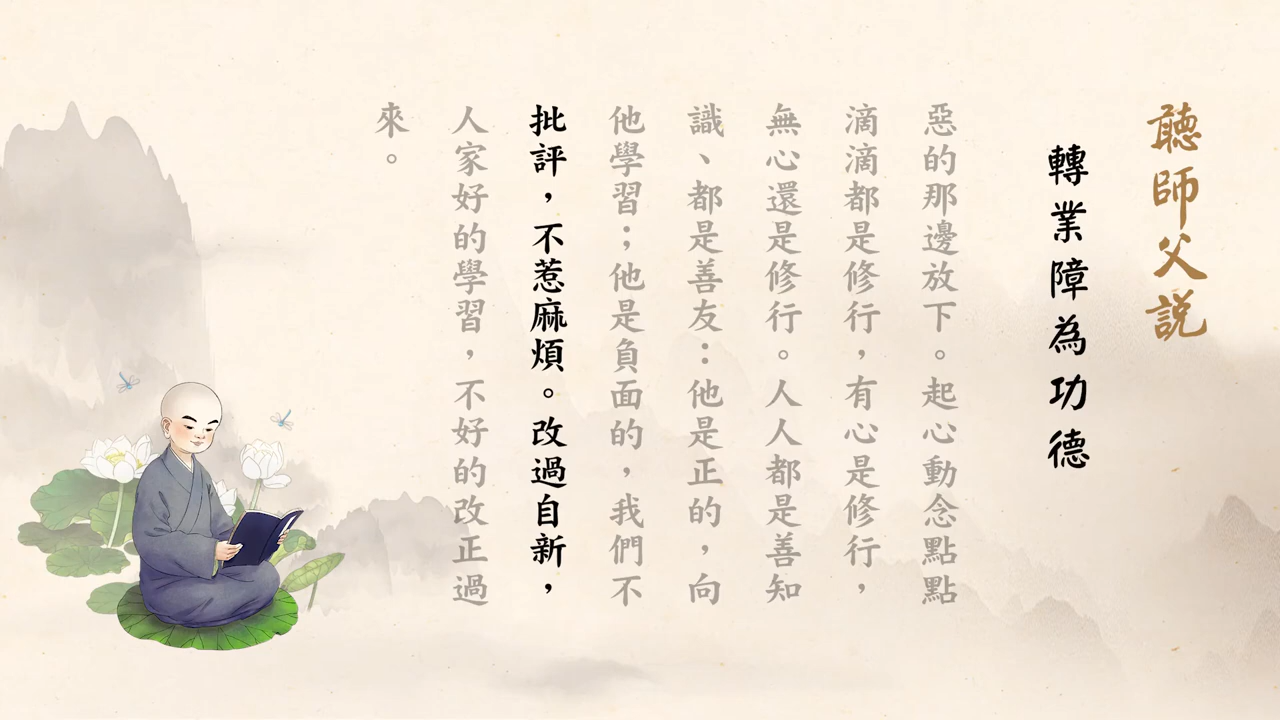 聽師父説
轉業障為功德
惡的那邊放下。起心動念點點
滴滴都是修行，有心是修行，
無心還是修行。人人都是善知
識、都是善友：他是正的，向
他學習；他是負面的，我們不
批評，不惹麻煩。改過自新，
人家好的學習，不好的改正過
來。